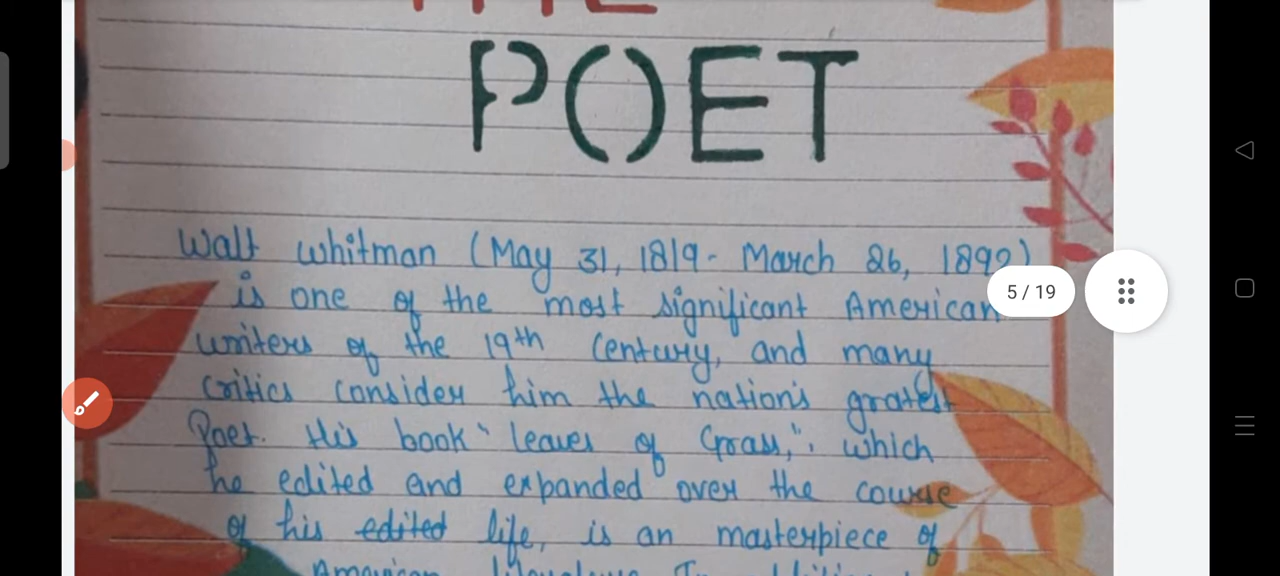 POET
Walt Whitman (May 31, 1819- March 26, 1892)
is one of the most significant American
5 / 19
writers of the 19th Century, and many
critics consider him the nation's gratest
Poet. His book "Leaves of Grass,", which
he edited and expanded over the course
of his edited life, is an masterpiece of
American